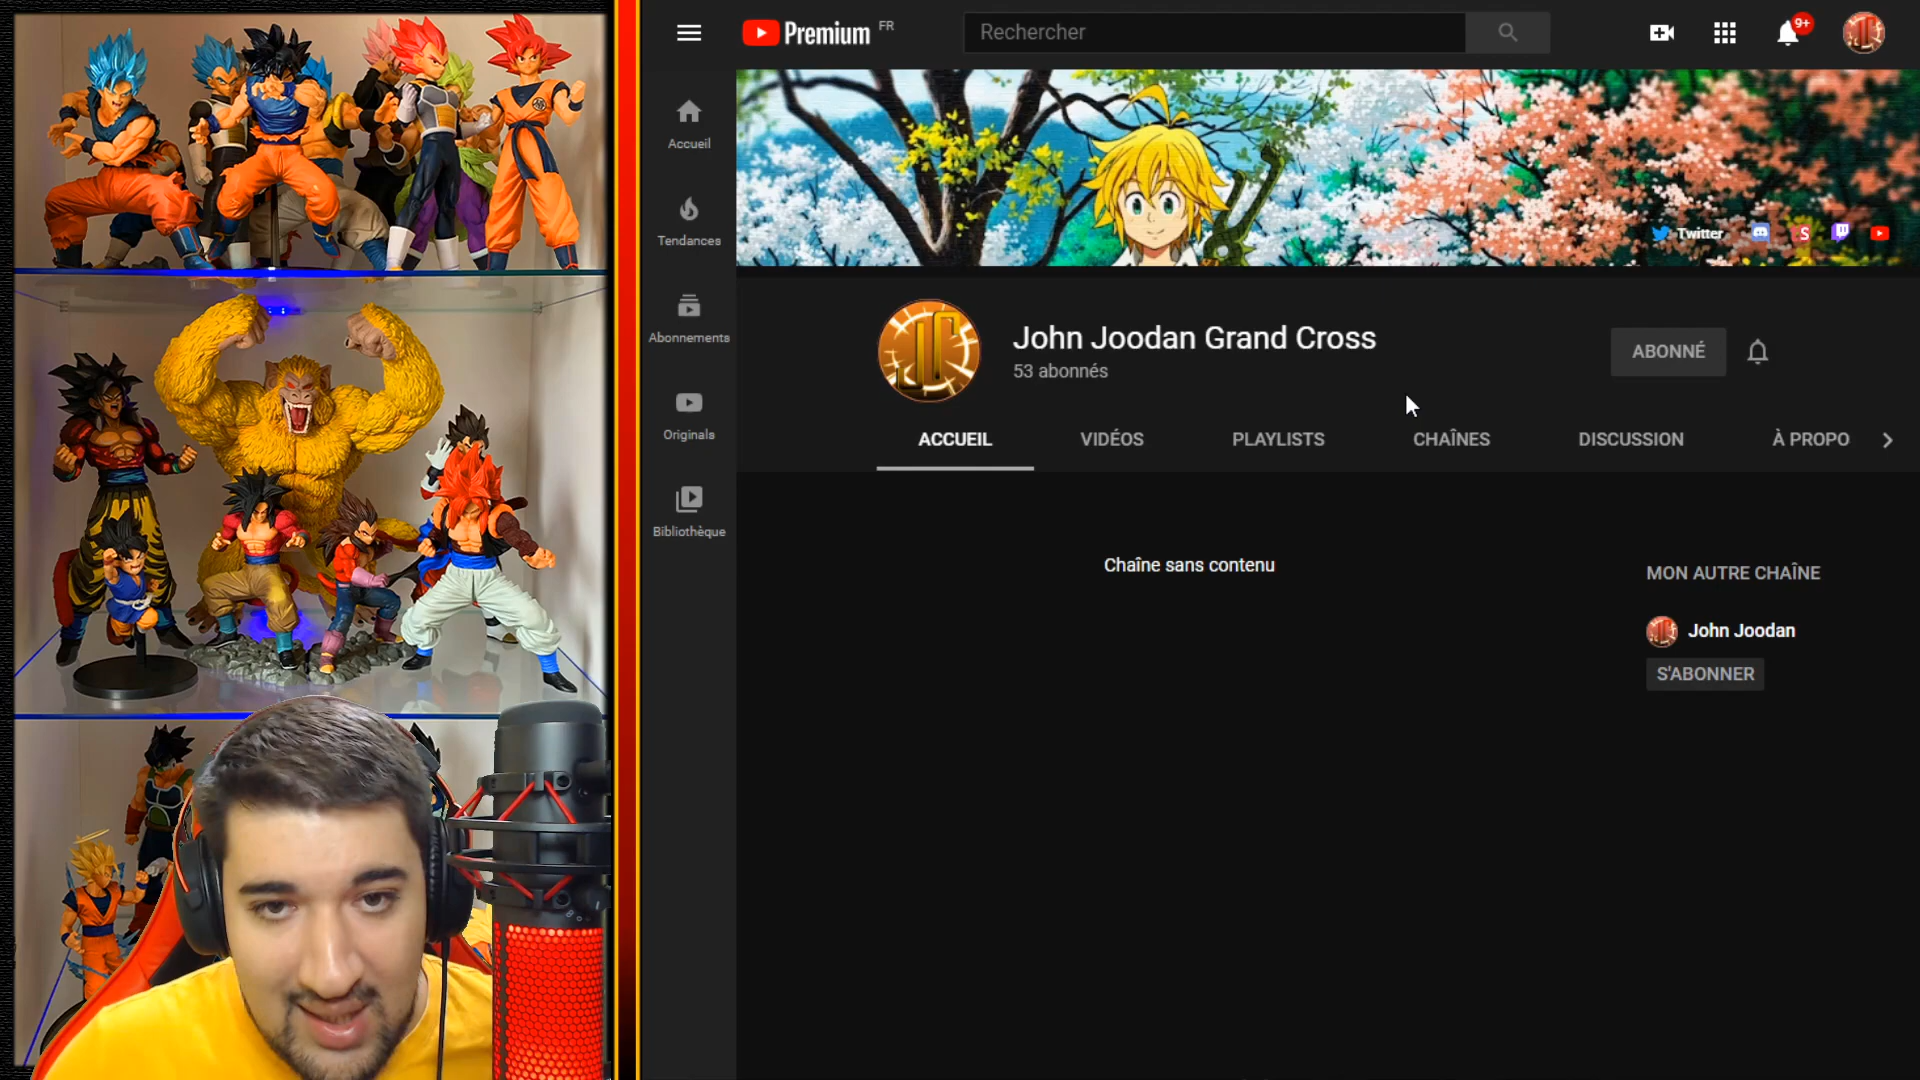 Premium FR
Rechercher
9+
Accueil
Tendances
Abonnements
Originals
Bibliothèque
Twitter
John Joodan Grand Cross
53 abonnés
ABONNÉ
ACCUEIL
VIDÉOS
PLAYLISTS
CHAÎNES
DISCUSSION
À PROPO
Chaîne sans contenu
MON AUTRE CHAÎNE
John Joodan
S'ABONNER